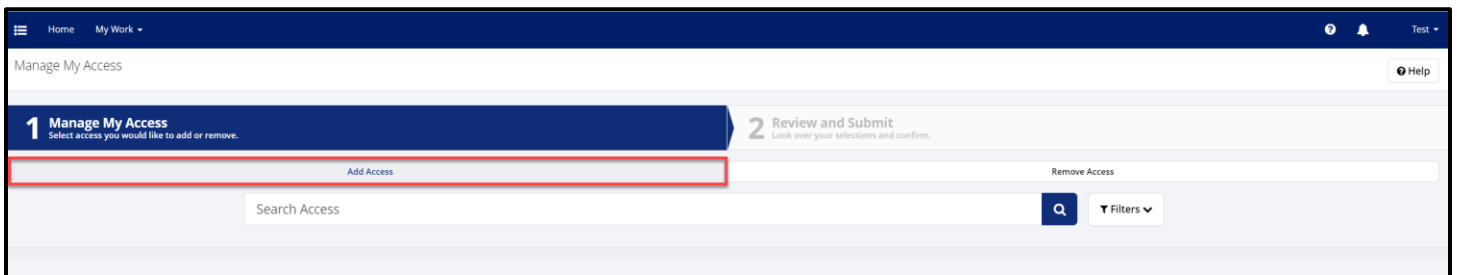 Home My Work
Test
Manage My Access
Help
1 Manage My Access
Select access you would like to add or remove.
2 Review and Submit
Look over your selections and confirm.
Add Access
Remove Access
Search Access
Filters